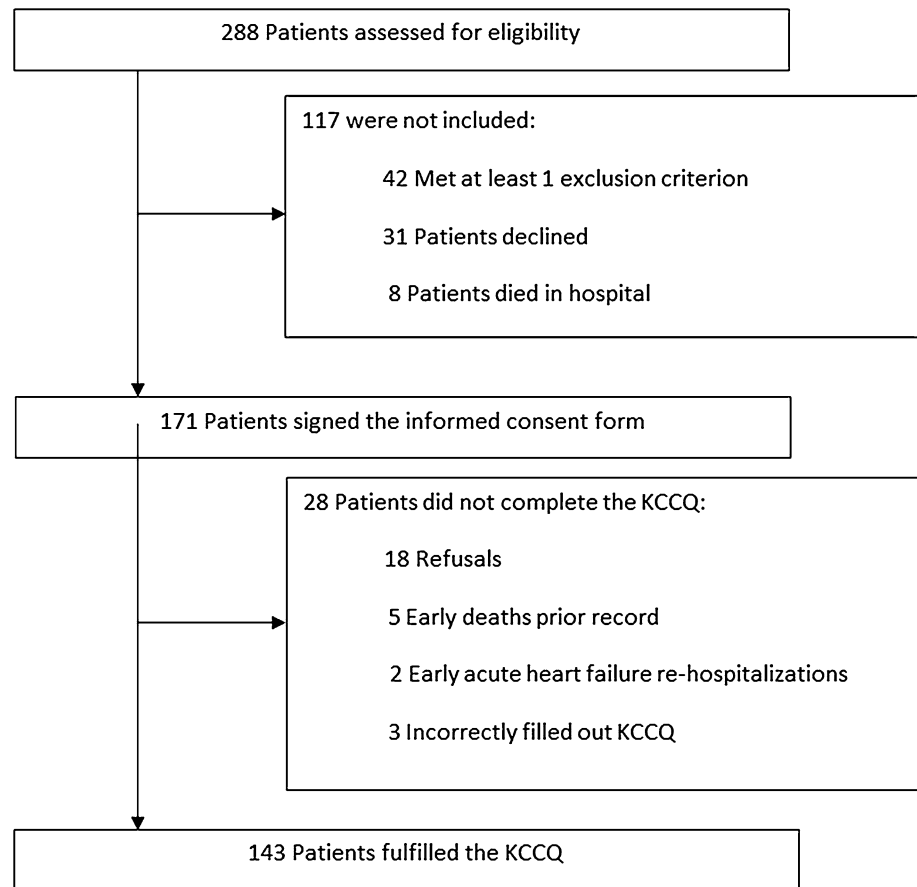 288 Patients assessed for eligibility
117 were not included:
42 Met at least 1 exclusion criterion
31 Patients declined
8 Patients died in hospital
171 Patients signed the informed consent form
28 Patients did not complete the KCCQ:
18 Refusals
5 Early deaths prior record
2 Early acute heart failure re-hospitalizations
3 Incorrectly filled out KCCQ
143 Patients fulfilled the KCCQ